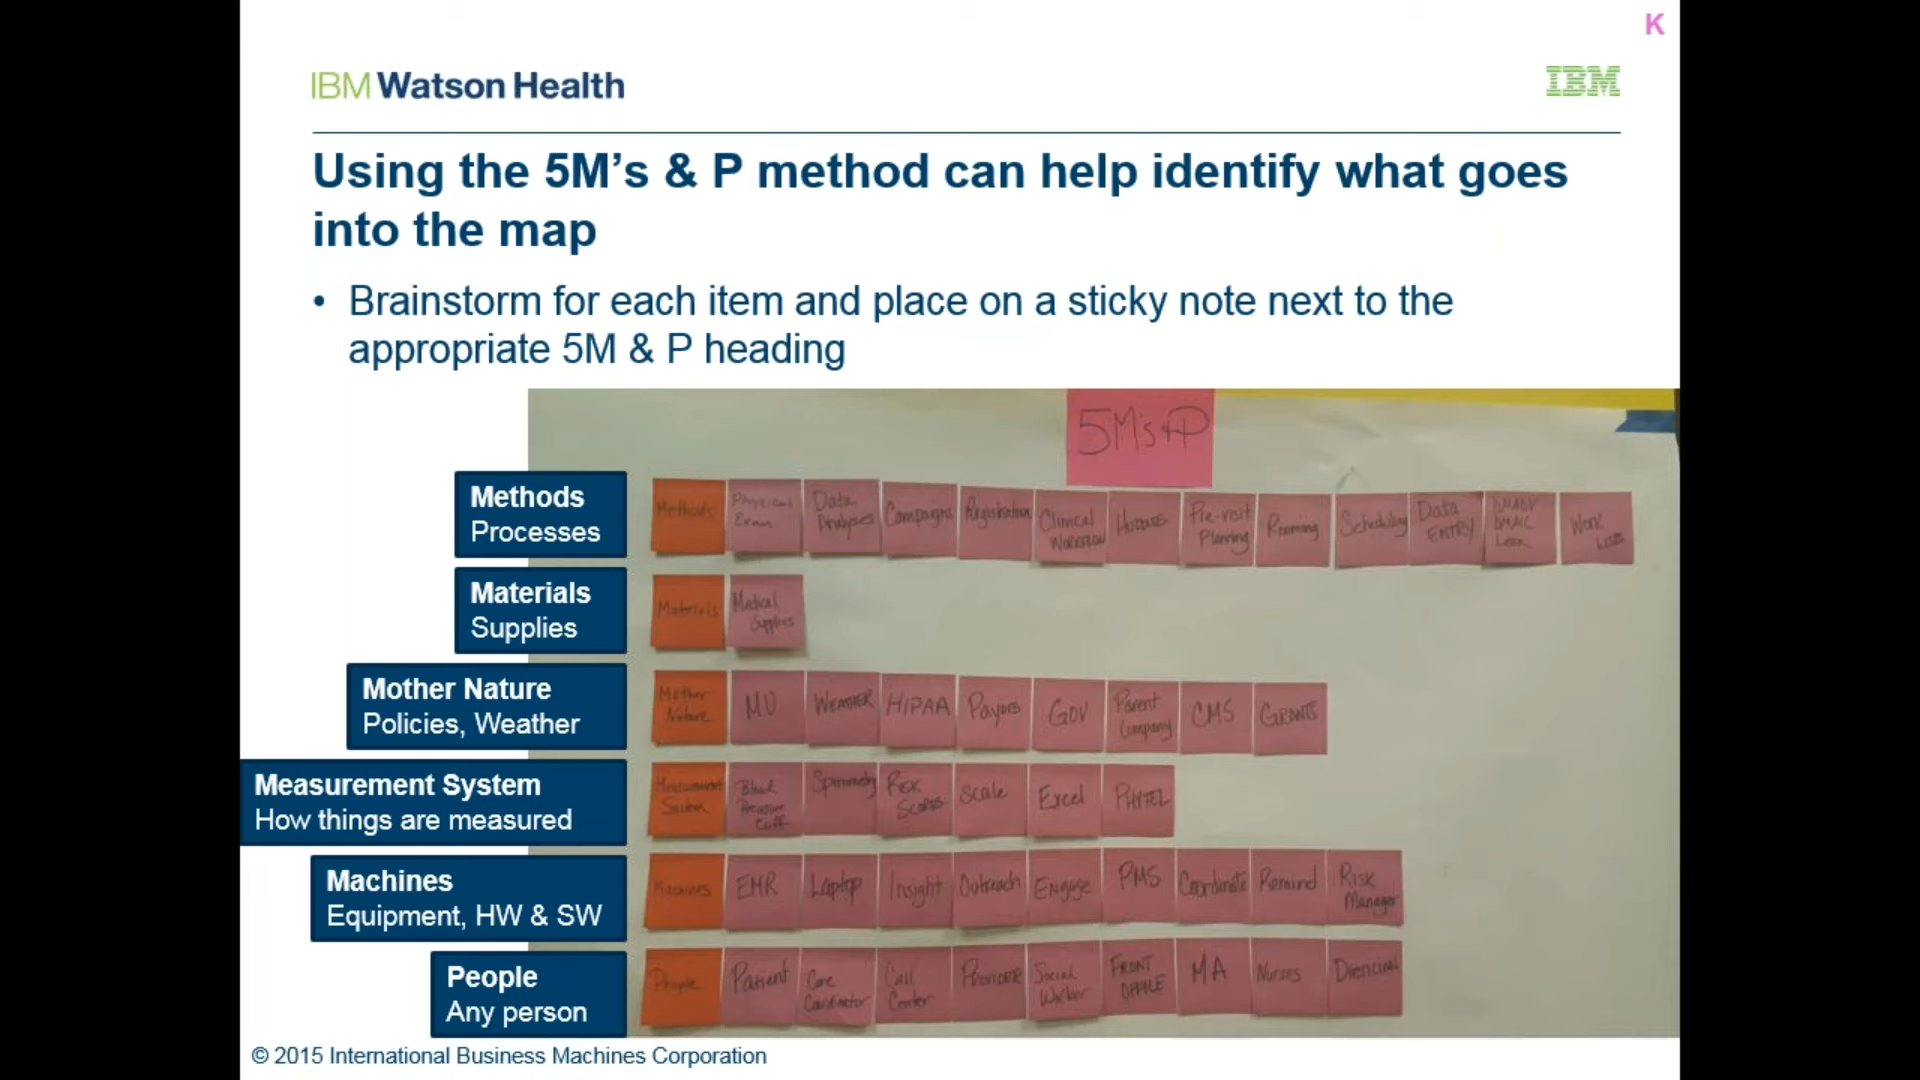 K
IBM Watson Health
IBM
Using the 5M's & P method can help identify what goes
into the map
• Brainstorm for each item and place on a sticky note next to the
appropriate 5M & P heading
5M's + P
Methods
Processes
Methods
Physical
Exam
Data
Analyses
Campaigns
Registration
Clinical
Workflow
Huddles
Pre-visit
Planning
Rooming
Scheduling
Data
ENTRY
DMAIC
Lean
Work
Lists
Materials
Supplies
Materials
Medical
Supplies
Mother Nature
Policies, Weather
Mother
Nature
MU
WEATHER
HIPAA
Payors
GOV
Parent
Company
CMS
GRANTS
Measurement System
How things are measured
Measurement
System
Blood
Pressure
Cuff
Spirometry
RISK
SCORES
Scale
Excel
PHYTEL
Machines
Equipment, HW & SW
Machines
EMR
Laptop
Insight
Outreach
Engage
PMS
Coordinate
Remind
Risk
Manager
People
Any person
People
Patient
Care
Coordinator
Call
Center
PROVIDER
Social
Worker
FRONT
OFFICE
MA
Nurses
© 2015 International Business Machines Corporation